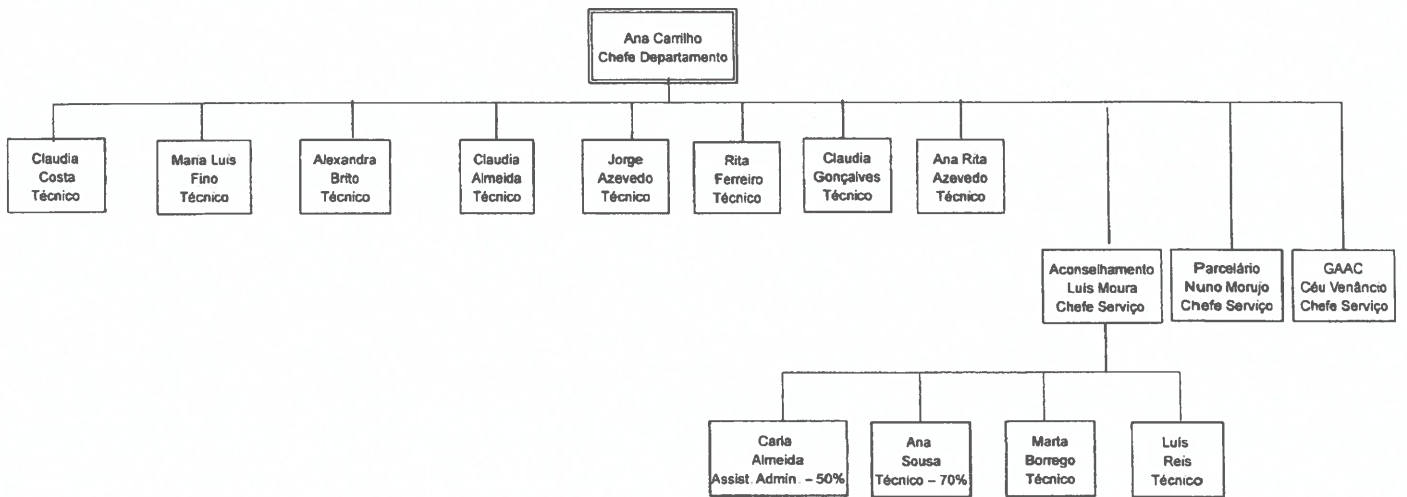 Ana Carrilho
Chefe Departamento
Claudia
Costa
Técnico
Maria Luis
Fino
Técnico
Alexandra
Brito
Técnico
Claudia
Almeida
Técnico
Jorge
Azevedo
Técnico
Rita
Ferreiro
Técnico
Claudia
Gonçalves
Técnico
Ana Rita
Azevedo
Técnico
Aconselhamento
Luís Moura
Chefe Serviço
Parcelário
Nuno Morujo
Chefe Serviço
GAAC
Céu Venâncio
Chefe Serviço
Carla
Almeida
Assist. Admin. – 50%
Ana
Sousa
Técnico – 70%
Marta
Borrego
Técnico
Luís
Reis
Técnico